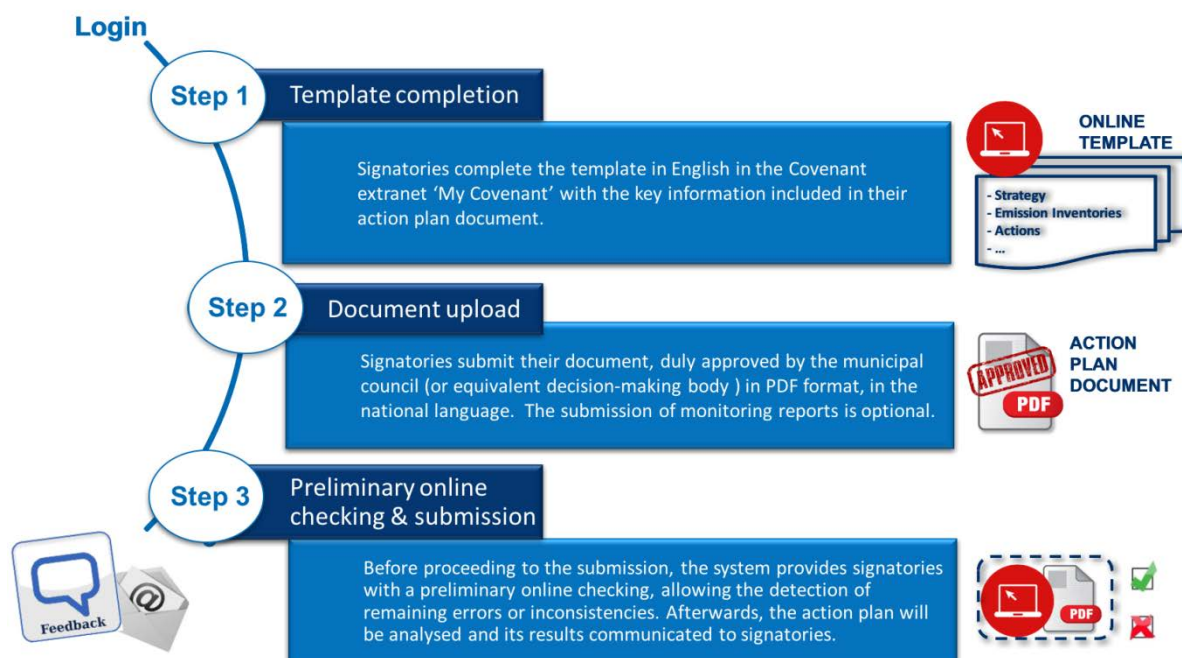 Login
Step 1
Template completion
Signatories complete the template in English in the Covenant
extranet ‘My Covenant’ with the key information included in their
action plan document.
ONLINE
TEMPLATE
- Strategy
- Emission Inventories
- Actions
- ...
Step 2
Document upload
Signatories submit their document, duly approved by the municipal
council (or equivalent decision-making body ) in PDF format, in the
national language.  The submission of monitoring reports is optional.
APPROVED
PDF
ACTION
PLAN
DOCUMENT
Step 3
Preliminary online
checking & submission
Before proceeding to the submission, the system provides signatories
with a preliminary online checking, allowing the detection of
remaining errors or inconsistencies. Afterwards, the action plan will
be analysed and its results communicated to signatories.
Feedback
@
PDF